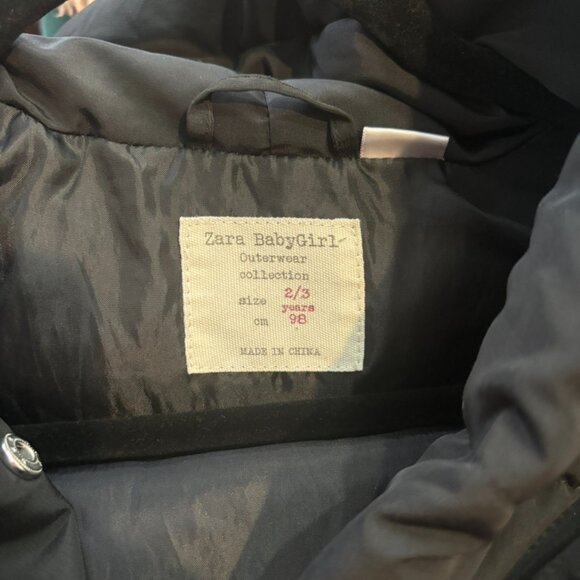 Zara BabyGirl
Outerwear
collection
size 2/3
years
cm 98
MADE IN CHINA